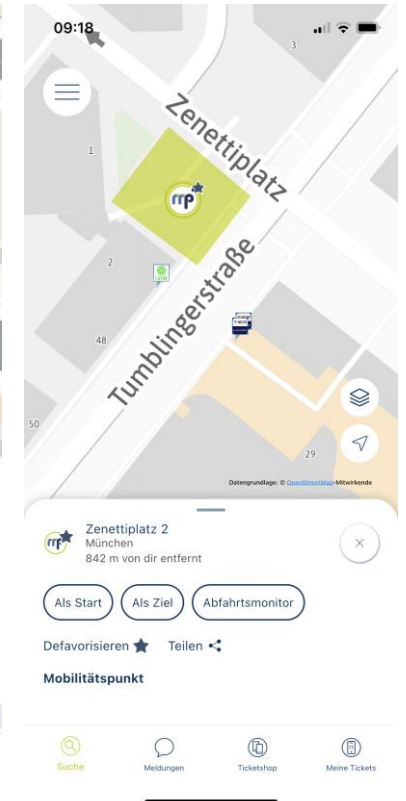 09:18
3
Zenettiplatz
1
mp
Tumblingerstraße
2
48
50
29
Datengrundlage: © OpenStreetMap-Mitwirkende
Zenettiplatz 2
München
842 m von dir entfernt
Als Start
Als Ziel
Abfahrtsmonitor
Defavorisieren
Teilen
Mobilitätspunkt
Suche
Meldungen
Ticketshop
Meine Tickets